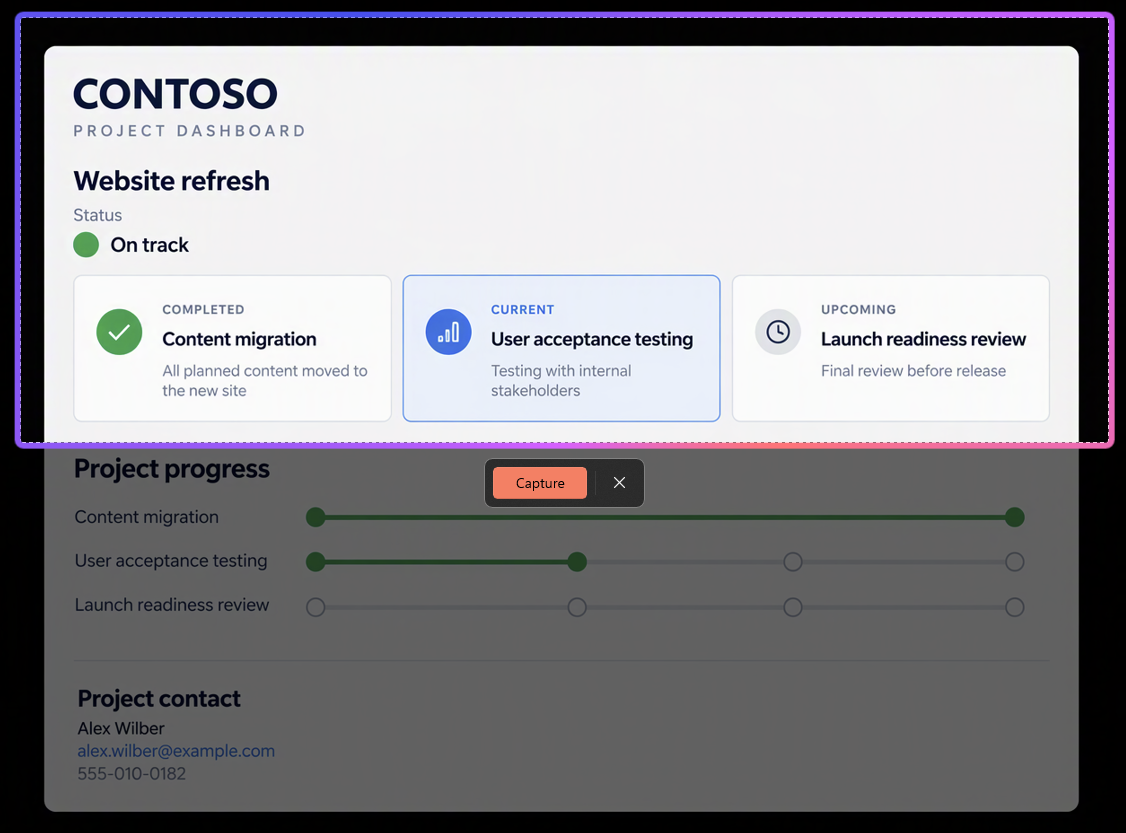 CONTOSO
PROJECT DASHBOARD
Website refresh
Status
On track
COMPLETED
Content migration
All planned content moved to
the new site
CURRENT
User acceptance testing
Testing with internal
stakeholders
UPCOMING
Launch readiness review
Final review before release
Project progress
Capture
Content migration
User acceptance testing
Launch readiness review
Project contact
Alex Wilber
alex.wilber@example.com
555-010-0182